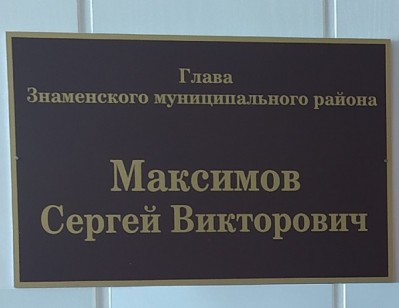 Глава
Знаменского муниципального района
Максимов
Сергей Викторович